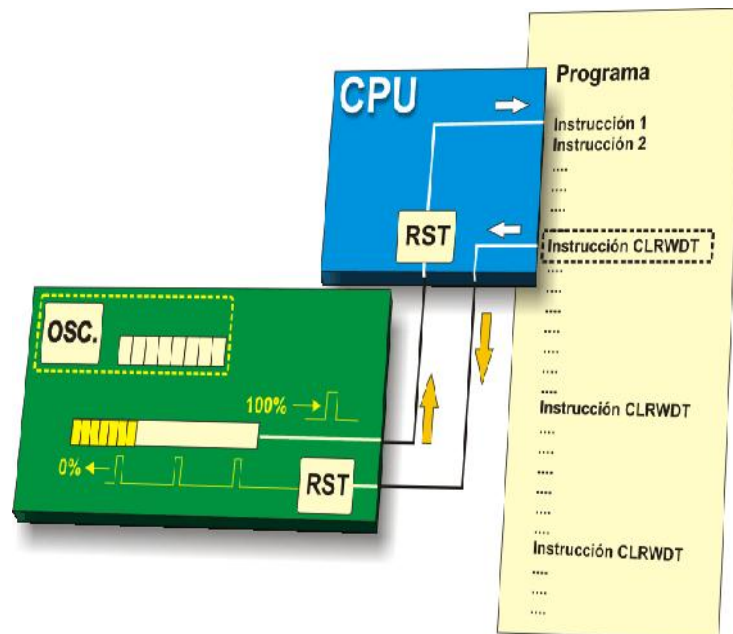 CPU
RST
OSC.
100%
0%
RST
Programa
Instrucción 1
Instrucción 2
....
....
....
Instrucción CLRWDT
....
....
....
....
....
....
....
Instrucción CLRWDT
....
....
....
....
....
....
Instrucción CLRWDT
....
....
....